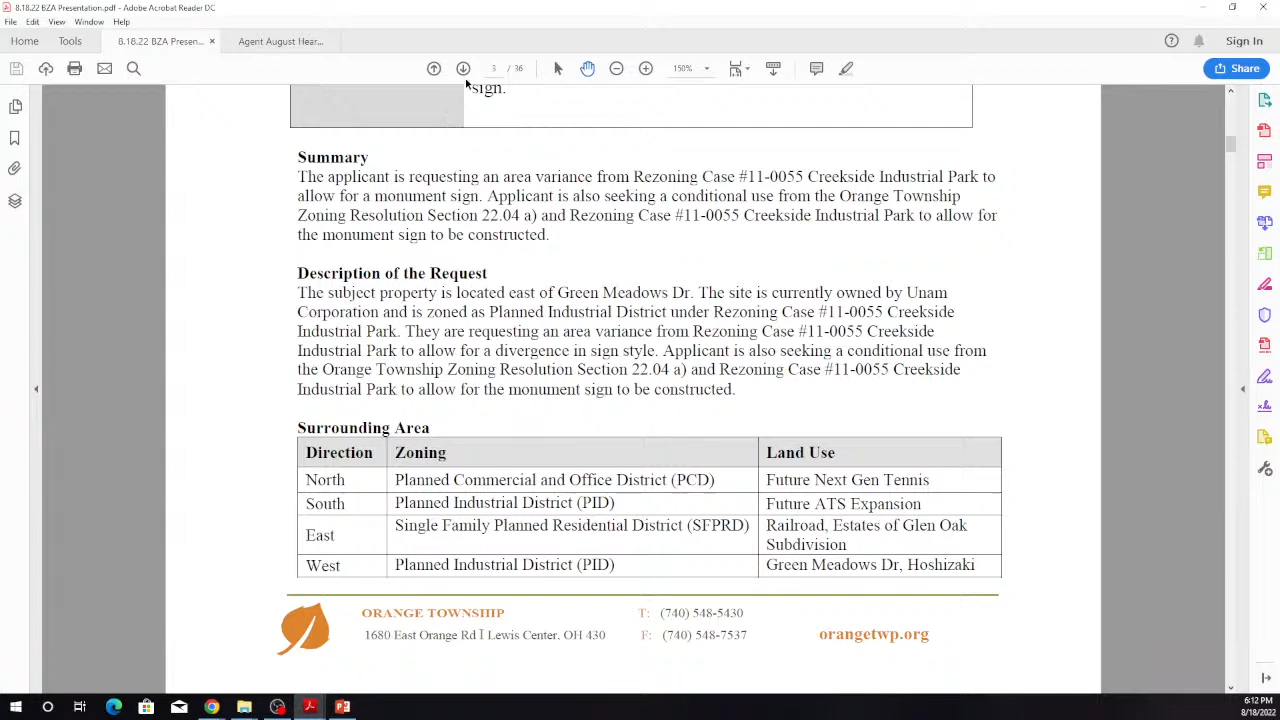 8.18.22 BZA Presentation.pdf - Adobe Acrobat Reader DC
File Edit View Window Help
Home Tools 8.18.22 BZA Presen... × Agent August Hear... Sign In
3 / 36 150% Share
sign.
Summary
The applicant is requesting an area variance from Rezoning Case #11-0055 Creekside Industrial Park to
allow for a monument sign. Applicant is also seeking a conditional use from the Orange Township
Zoning Resolution Section 22.04 a) and Rezoning Case #11-0055 Creekside Industrial Park to allow for
the monument sign to be constructed.
Description of the Request
The subject property is located east of Green Meadows Dr. The site is currently owned by Unam
Corporation and is zoned as Planned Industrial District under Rezoning Case #11-0055 Creekside
Industrial Park. They are requesting an area variance from Rezoning Case #11-0055 Creekside
Industrial Park to allow for a divergence in sign style. Applicant is also seeking a conditional use from
the Orange Township Zoning Resolution Section 22.04 a) and Rezoning Case #11-0055 Creekside
Industrial Park to allow for the monument sign to be constructed.
Surrounding Area
Direction Zoning Land Use
North Planned Commercial and Office District (PCD) Future Next Gen Tennis
South Planned Industrial District (PID) Future ATS Expansion
East Single Family Planned Residential District (SFPRD) Railroad, Estates of Glen Oak
Subdivision
West Planned Industrial District (PID) Green Meadows Dr, Hoshizaki
ORANGE TOWNSHIP T: (740) 548-5430
1680 East Orange Rd I Lewis Center, OH 430 F: (740) 548-7537 orangetwp.org
6:12 PM
8/18/2022